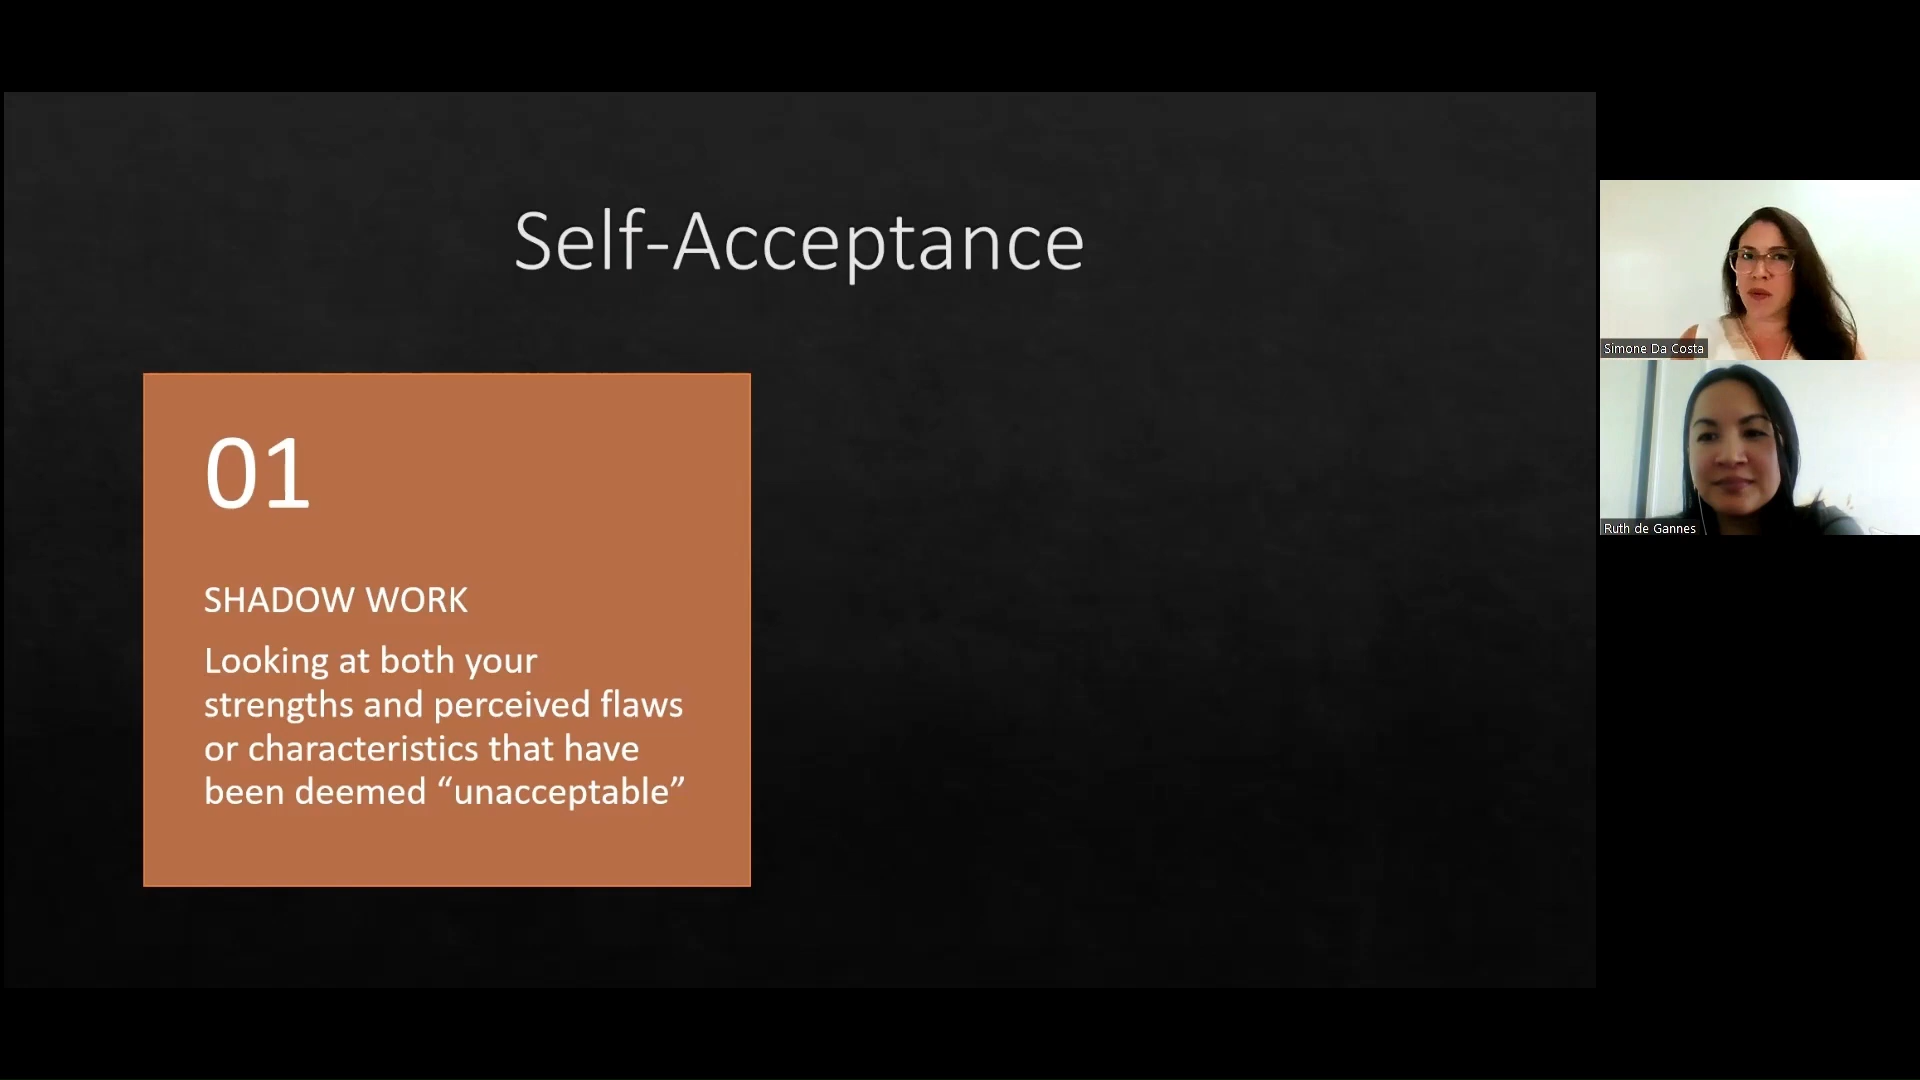 Self-Acceptance
01
SHADOW WORK
Looking at both your
strengths and perceived flaws
or characteristics that have
been deemed “unacceptable”
Simone Da Costa
Ruth de Gannes